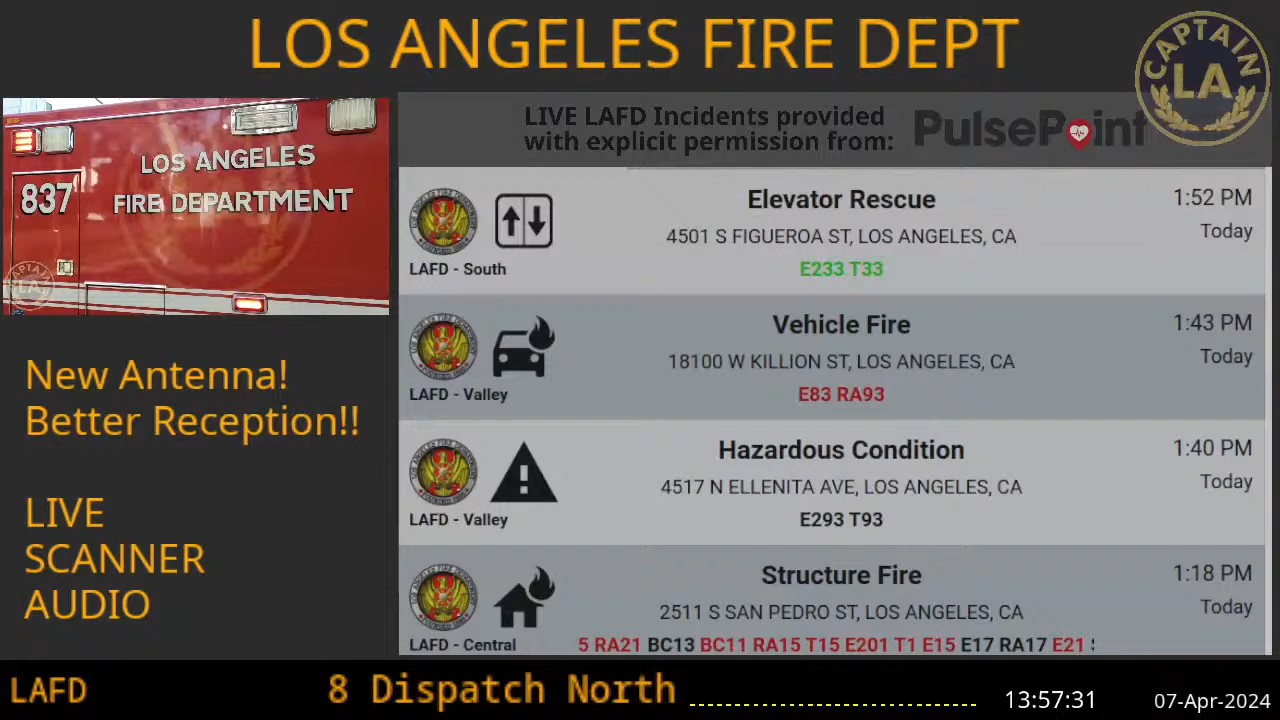 LOS ANGELES FIRE DEPT
CAPTAIN
LA
LOS ANGELES
837
FIRE DEPARTMENT
CAPTAIN
LA
LIVE LAFD Incidents provided
with explicit permission from:
PulsePoint
Elevator Rescue
1:52 PM
4501 S FIGUEROA ST, LOS ANGELES, CA
Today
LAFD - South
E233 T33
Vehicle Fire
1:43 PM
18100 W KILLION ST, LOS ANGELES, CA
Today
LAFD - Valley
E83 RA93
Hazardous Condition
1:40 PM
4517 N ELLENITA AVE, LOS ANGELES, CA
Today
LAFD - Valley
E293 T93
Structure Fire
1:18 PM
2511 S SAN PEDRO ST, LOS ANGELES, CA
Today
LAFD - Central
5 RA21 BC13 BC11 RA15 T15 E201 T1 E15 E17 RA17 E21
New Antenna!
Better Reception!!
LIVE
SCANNER
AUDIO
LAFD
8 Dispatch North
13:57:31
07-Apr-2024